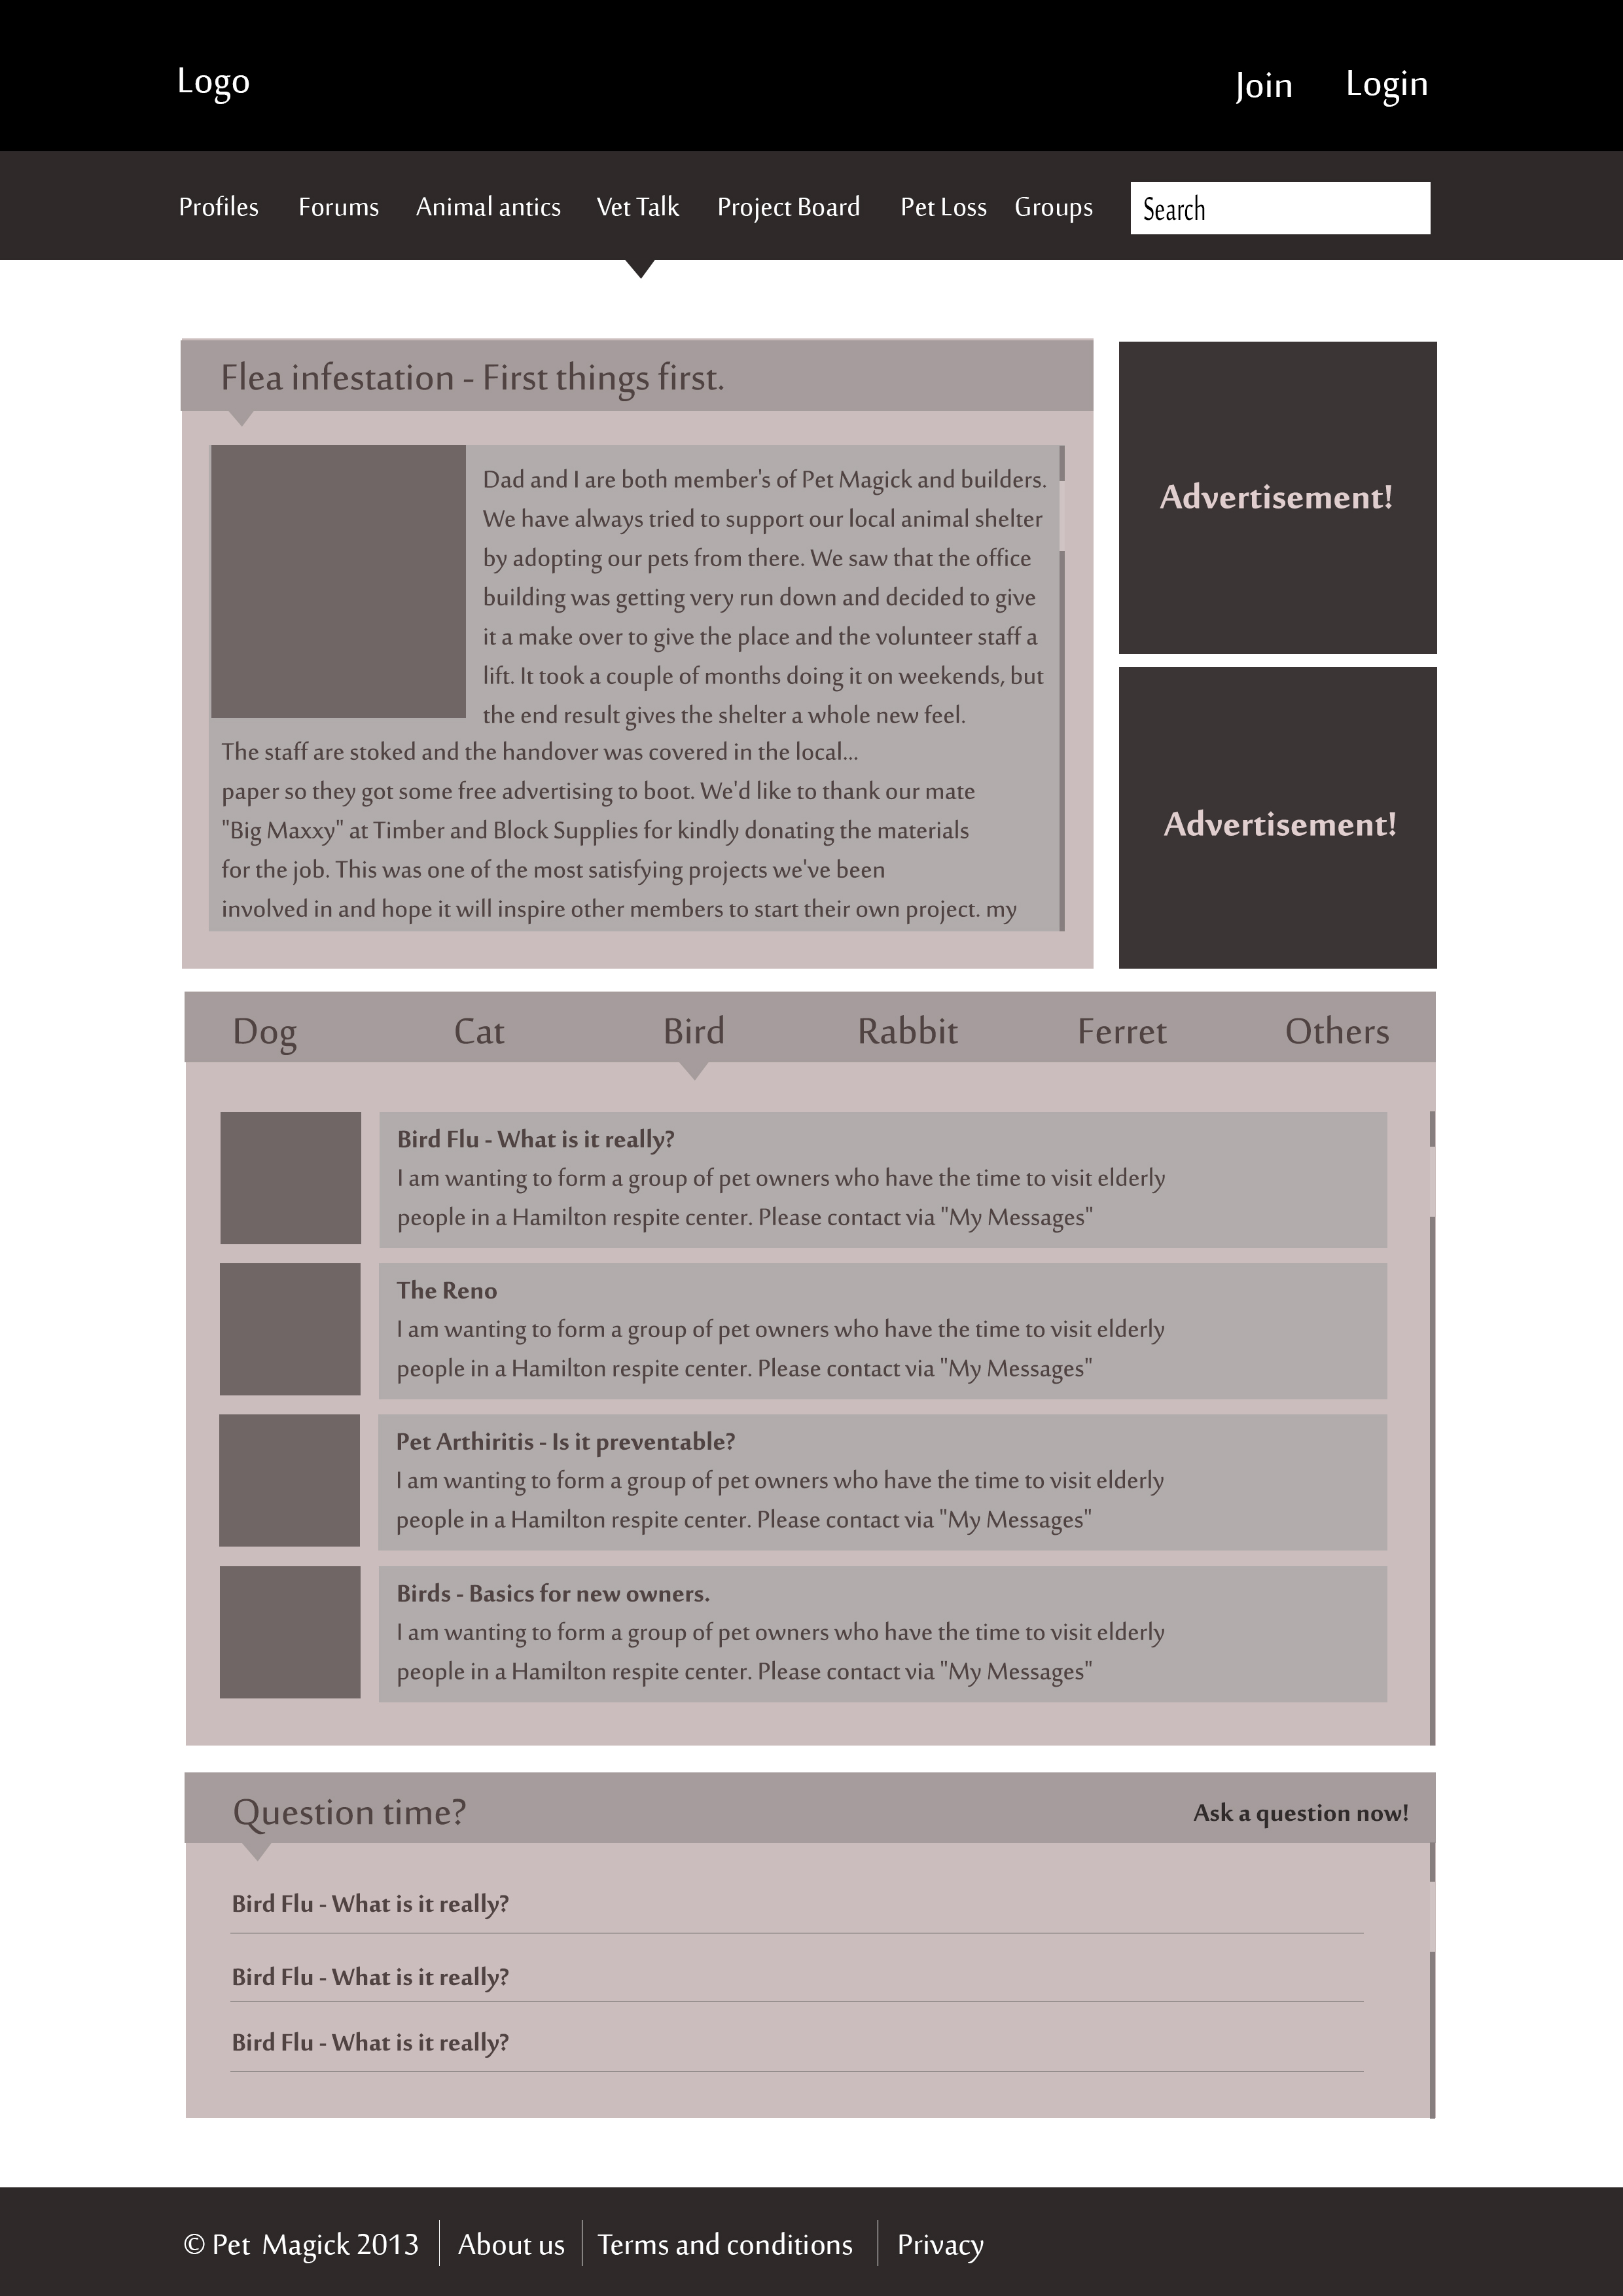 Logo
Join
Login
Profiles
Forums
Animal antics
Vet Talk
Project Board
Pet Loss
Groups
Search
Flea infestation - First things first.
Dad and I are both member's of Pet Magick and builders.
We have always tried to support our local animal shelter
by adopting our pets from there. We saw that the office
building was getting very run down and decided to give
it a make over to give the place and the volunteer staff a
lift. It took a couple of months doing it on weekends, but
the end result gives the shelter a whole new feel.
The staff are stoked and the handover was covered in the local...
paper so they got some free advertising to boot. We'd like to thank our mate
"Big Maxxy" at Timber and Block Supplies for kindly donating the materials
for the job. This was one of the most satisfying projects we've been
involved in and hope it will inspire other members to start their own project. my
Advertisement!
Advertisement!
Dog
Cat
Bird
Rabbit
Ferret
Others
Bird Flu - What is it really?
I am wanting to form a group of pet owners who have the time to visit elderly
people in a Hamilton respite center. Please contact via "My Messages"
The Reno
I am wanting to form a group of pet owners who have the time to visit elderly
people in a Hamilton respite center. Please contact via "My Messages"
Pet Arthiritis - Is it preventable?
I am wanting to form a group of pet owners who have the time to visit elderly
people in a Hamilton respite center. Please contact via "My Messages"
Birds - Basics for new owners.
I am wanting to form a group of pet owners who have the time to visit elderly
people in a Hamilton respite center. Please contact via "My Messages"
Question time?
Ask a question now!
Bird Flu - What is it really?
Bird Flu - What is it really?
Bird Flu - What is it really?
© Pet Magick 2013
About us
Terms and conditions
Privacy